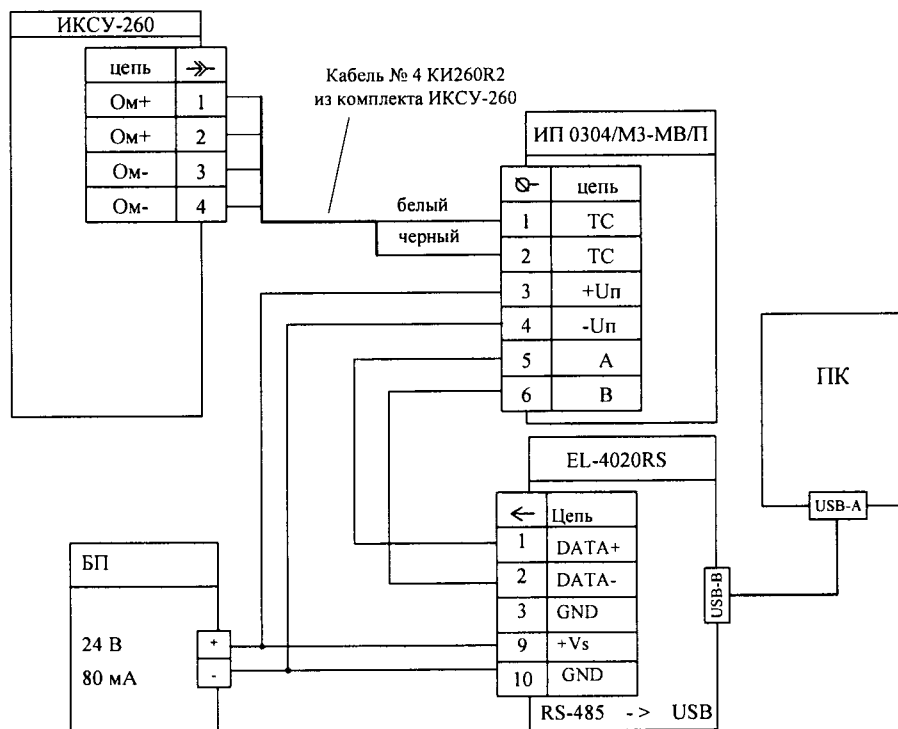 ИКСУ-260
цепь
Ом+ 1
Ом+ 2
Ом- 3
Ом- 4
Кабель № 4 КИ260R2
из комплекта ИКСУ-260
белый
черный
ИП 0304/М3-МВ/П
цепь
1 ТС
2 ТС
3 +Uп
4 -Uп
5 A
6 B
ПК
USB-A
EL-4020RS
Цепь
1 DATA+
2 DATA-
3 GND
9 +Vs
10 GND
RS-485 -> USB
USB-B
БП
24 В +
80 мА -